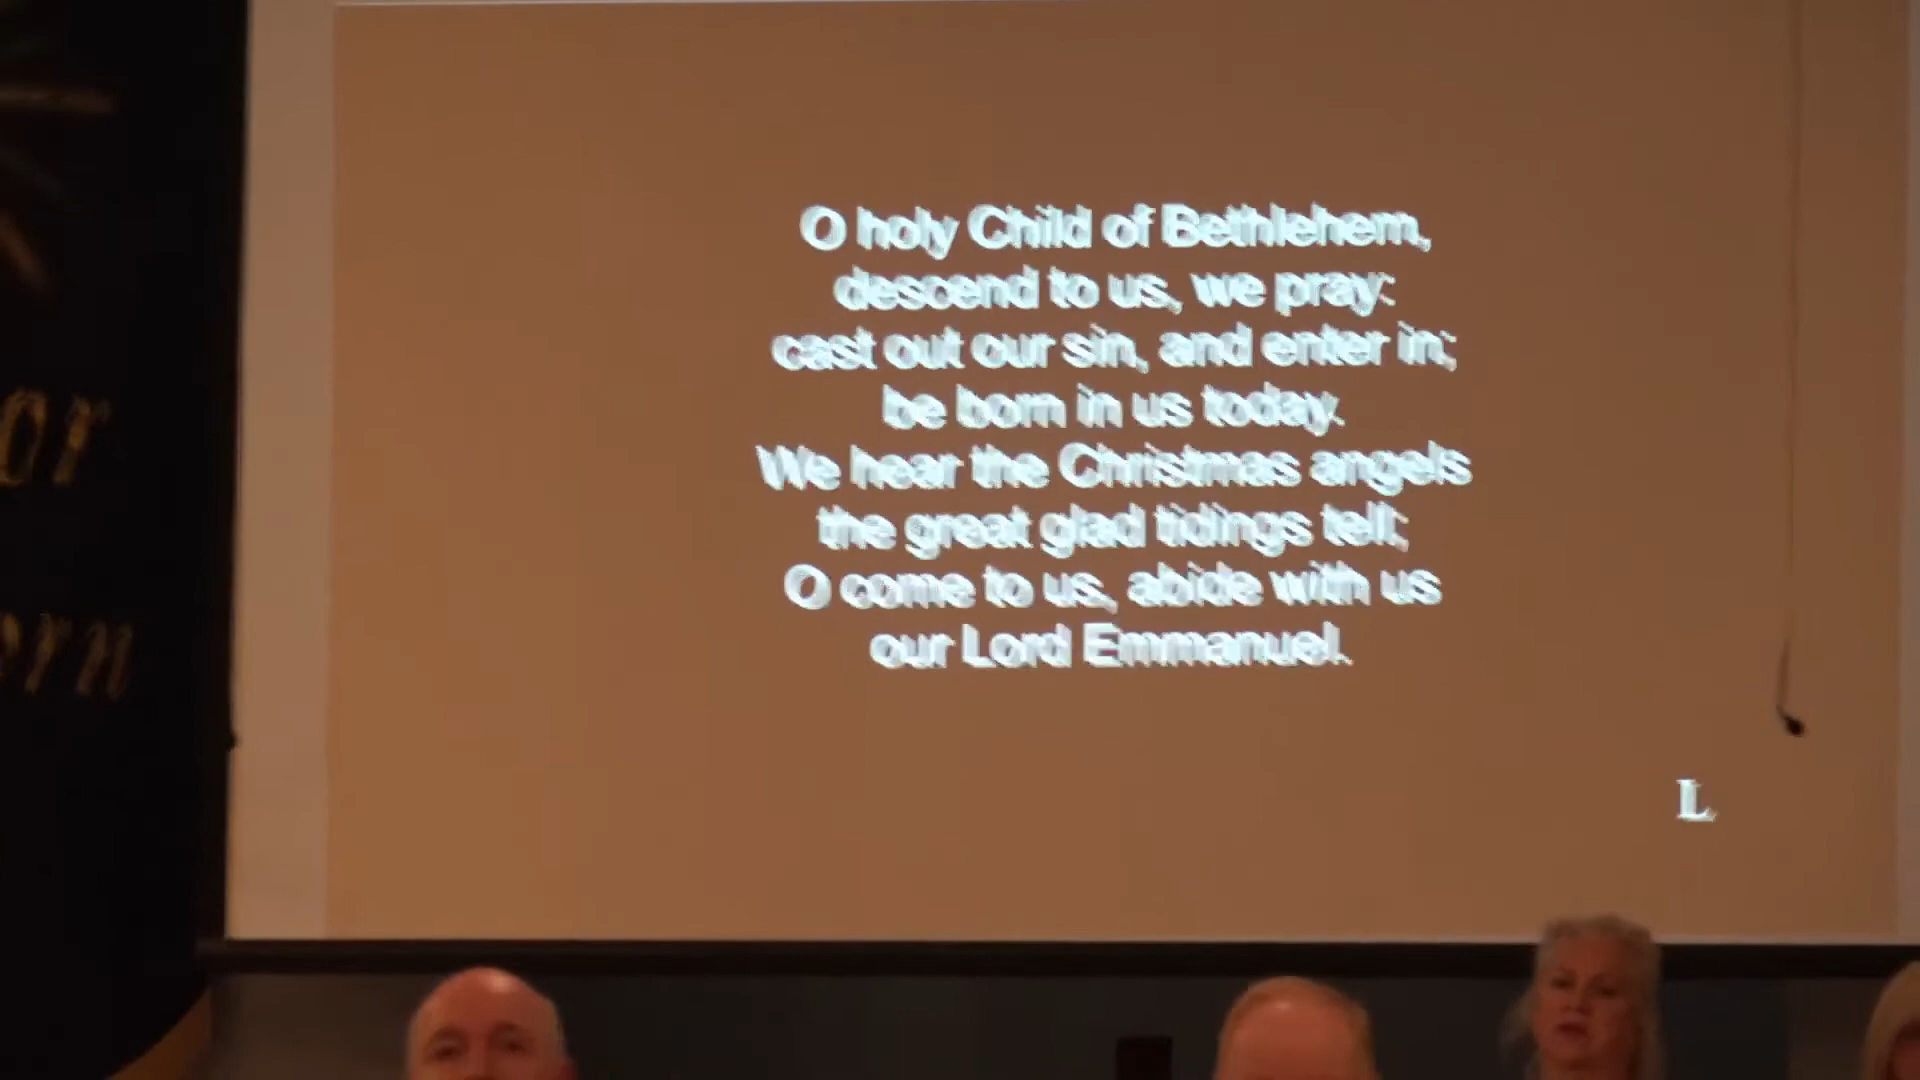 O holy Child of Bethlehem,
descend to us, we pray:
cast out our sin, and enter in;
be born in us today.
We hear the Christmas angels
the great glad tidings tell;
O come to us, abide with us
our Lord Emmanuel.
L